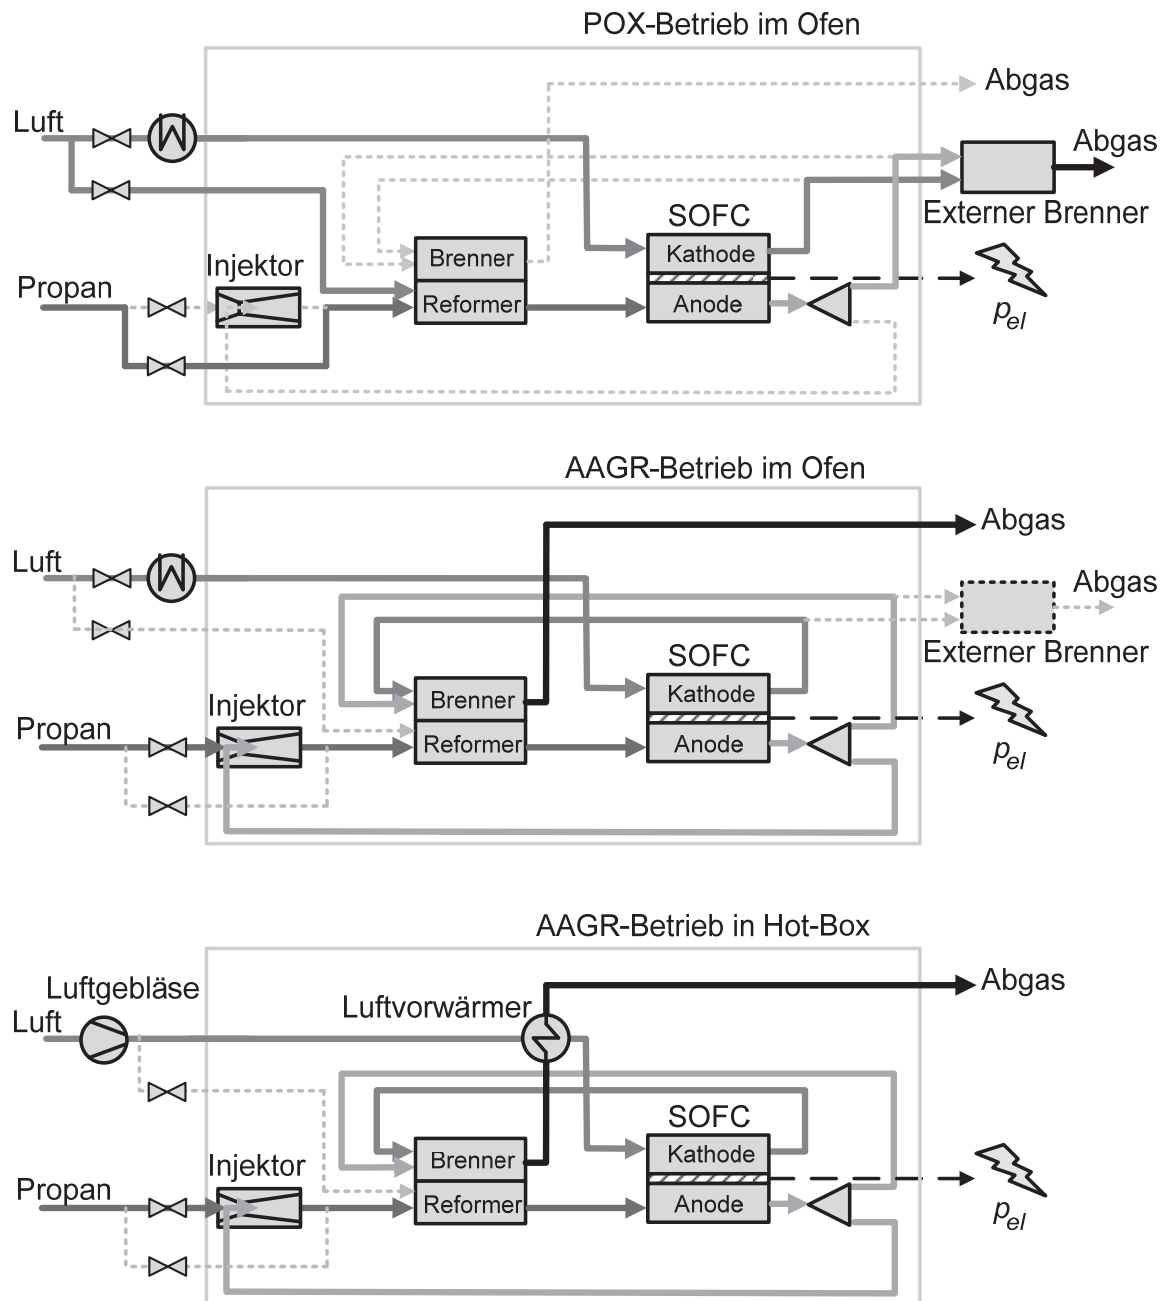 POX-Betrieb im Ofen
Abgas
Luft
Abgas
SOFC
Externer Brenner
Injektor
Brenner
Kathode
Propan
Reformer
Anode
Pel
AAGR-Betrieb im Ofen
Abgas
Luft
Abgas
SOFC
Externer Brenner
Injektor
Brenner
Kathode
Propan
Reformer
Anode
Pel
AAGR-Betrieb in Hot-Box
Abgas
Luftgebläse
Luftvorwärmer
Luft
SOFC
Injektor
Brenner
Kathode
Propan
Reformer
Anode
Pel